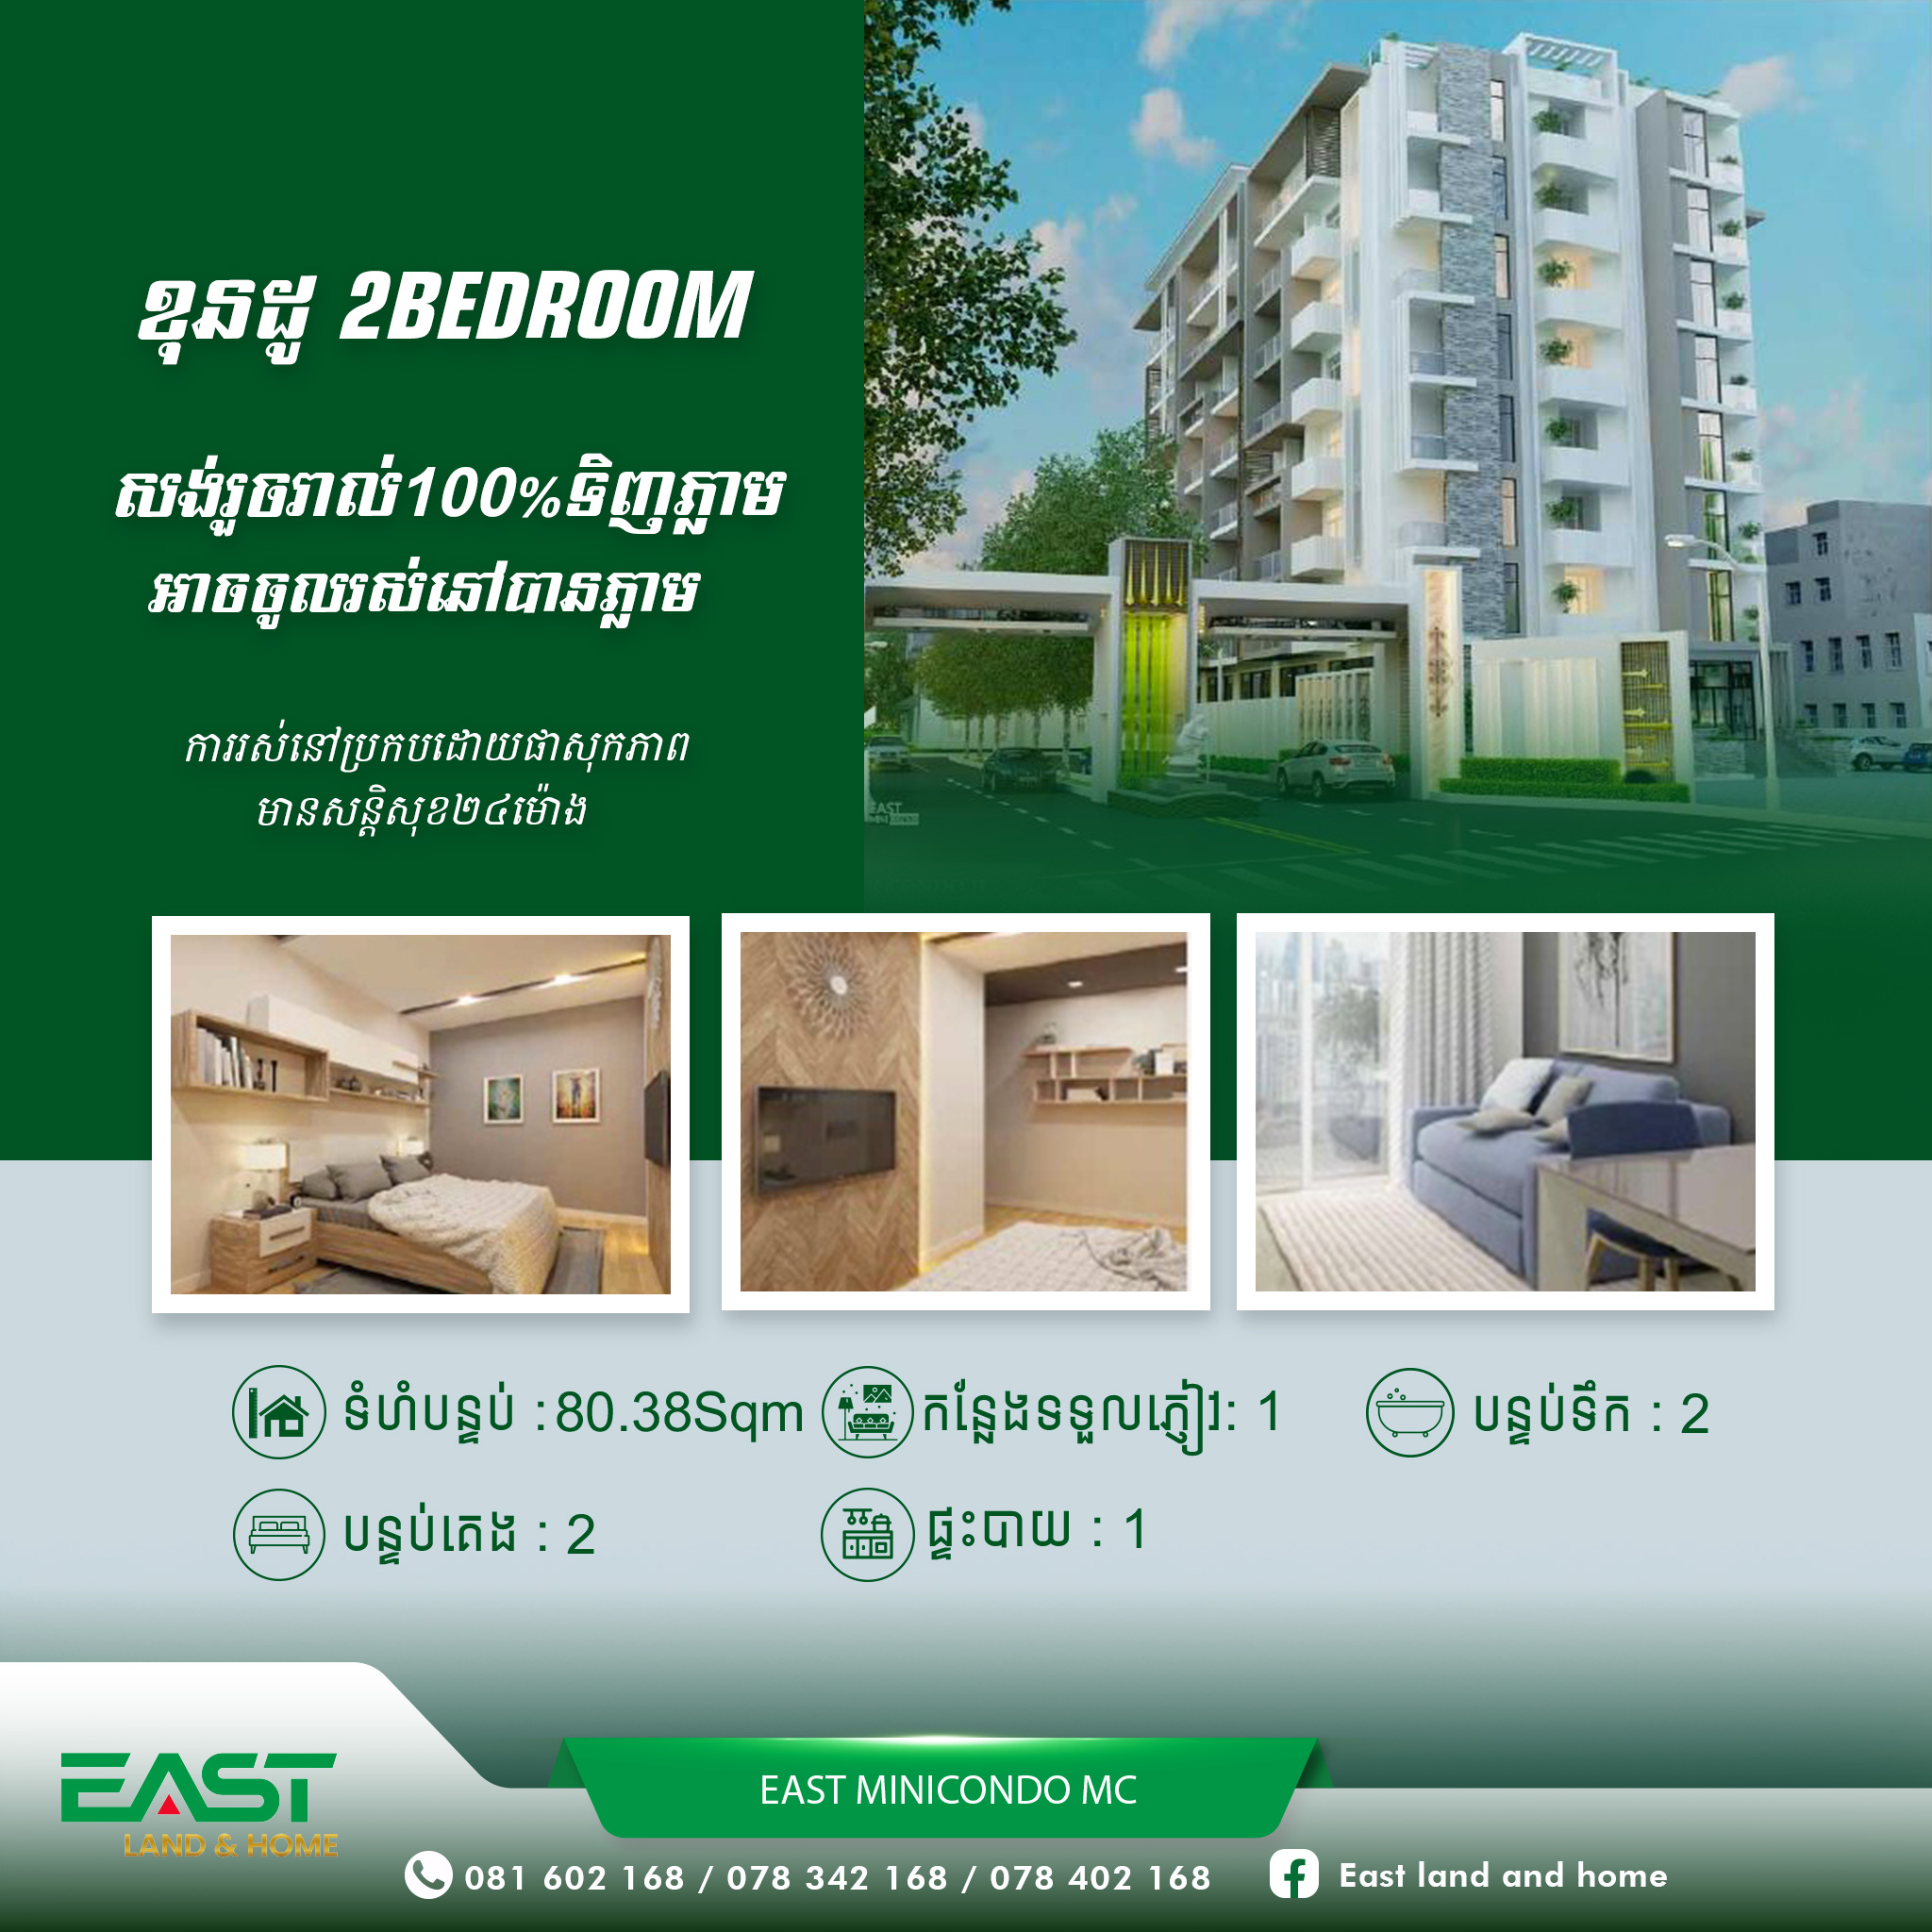 ខុនដូ 2BEDROOM
សង់រួចរាល់100%ទិញភ្លាម
អាចចូលរស់នៅបានភ្លាម
ការរស់នៅប្រកបដោយផាសុកភាព
មានសន្តិសុខ២៤ម៉ោង
EAST
MINI CONDO
ទំហំបន្ទប់ : 80.38Sqm
កន្លែងទទួលភ្ញៀវ: 1
បន្ទប់ទឹក : 2
បន្ទប់គេង : 2
ផ្ទះបាយ : 1
EAST
LAND & HOME
EAST MINICONDO MC
081 602 168 / 078 342 168 / 078 402 168
East land and home